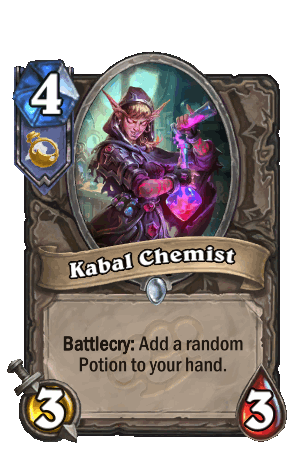 4
Kabal Chemist
Battlecry: Add a random
Potion to your hand.
3
3